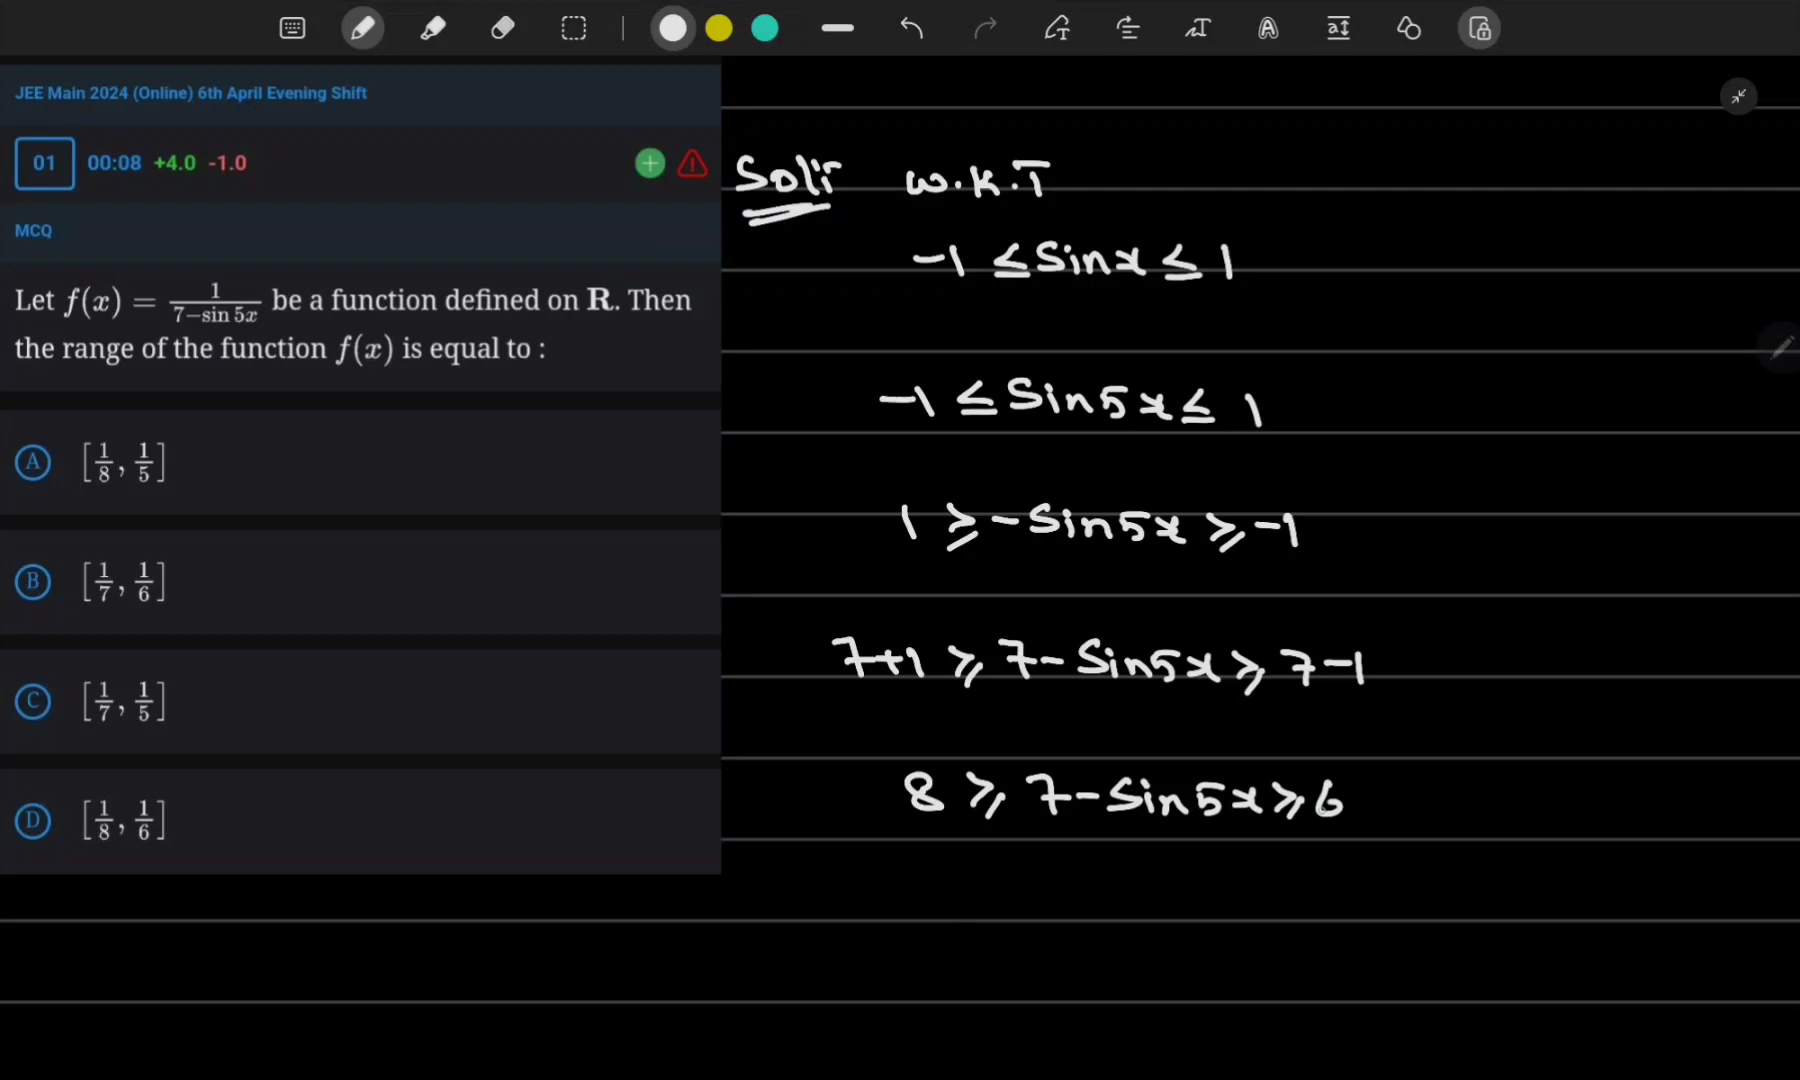 JEE Main 2024 (Online) 6th April Evening Shift
01 00:08 +4.0 -1.0
MCQ
Let f(x) = 1/(7−sin 5x) be a function defined on R. Then
the range of the function f(x) is equal to :
A [1/8, 1/5]
B [1/7, 1/6]
C [1/7, 1/5]
D [1/8, 1/6]
Sol: W.K.T
-1 ≤ Sinx ≤ 1
-1 ≤ Sin5x ≤ 1
1 ≥ -Sin5x ≥ -1
7+1 ≥ 7-Sin5x ≥ 7-1
8 ≥ 7-Sin5x ≥ 6